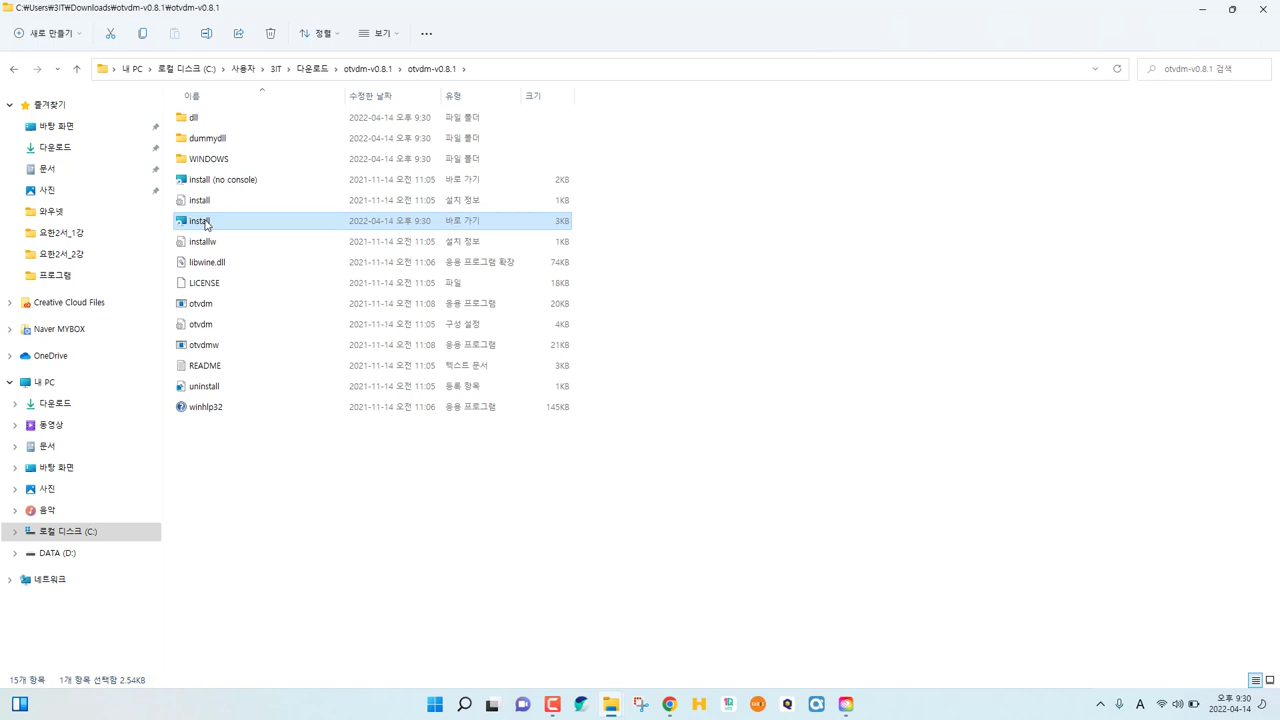 C:₩Users₩3IT₩Downloads₩otvdm-v0.8.1₩otvdm-v0.8.1
새로 만들기
정렬
보기
내 PC > 로컬 디스크 (C:) > 사용자 > 3IT > 다운로드 > otvdm-v0.8.1 > otvdm-v0.8.1 >
otvdm-v0.8.1 검색
이름 수정한 날짜 유형 크기
즐겨찾기
바탕 화면
다운로드
문서
사진
와우넷
요한2서_1강
요한2서_2강
프로그램
Creative Cloud Files
Naver MYBOX
OneDrive
내 PC
다운로드
동영상
문서
바탕 화면
사진
음악
로컬 디스크 (C:)
DATA (D:)
네트워크
dll 2022-04-14 오후 9:30 파일 폴더
dummydll 2022-04-14 오후 9:30 파일 폴더
WINDOWS 2022-04-14 오후 9:30 파일 폴더
install (no console) 2021-11-14 오전 11:05 바로 가기 2KB
install 2021-11-14 오전 11:05 설치 정보 1KB
install 2022-04-14 오후 9:30 바로 가기 3KB
installw 2021-11-14 오전 11:05 설치 정보 1KB
libwine.dll 2021-11-14 오전 11:06 응용 프로그램 확장 74KB
LICENSE 2021-11-14 오전 11:05 파일 18KB
otvdm 2021-11-14 오전 11:08 응용 프로그램 20KB
otvdm 2021-11-14 오전 11:05 구성 설정 4KB
otvdmw 2021-11-14 오전 11:08 응용 프로그램 21KB
README 2021-11-14 오전 11:05 텍스트 문서 3KB
uninstall 2021-11-14 오전 11:05 등록 항목 1KB
winhlp32 2021-11-14 오전 11:06 응용 프로그램 145KB
15개 항목 1개 항목 선택함 2.54KB
A
오후 9:30
2022-04-14